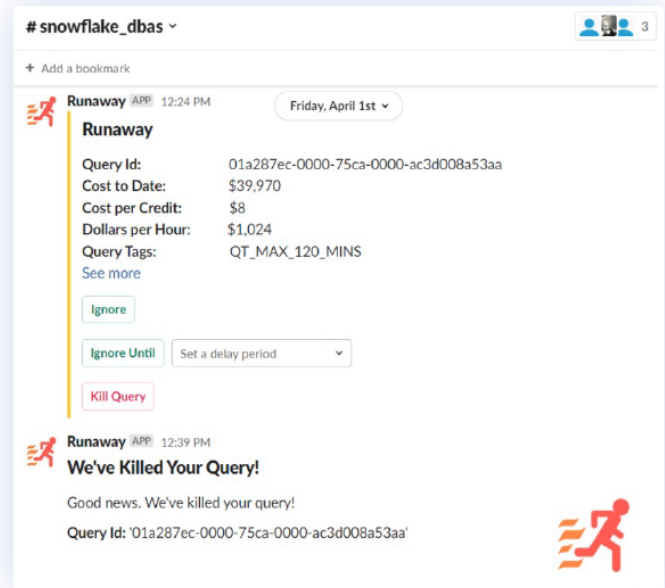 # snowflake_dbas
3
+ Add a bookmark
Runaway APP 12:24 PM
Friday, April 1st
Runaway
Query Id: 01a287ec-0000-75ca-0000-ac3d008a53aa
Cost to Date: $39,970
Cost per Credit: $8
Dollars per Hour: $1,024
Query Tags: QT_MAX_120_MINS
See more
Ignore
Ignore Until Set a delay period
Kill Query
Runaway APP 12:39 PM
We've Killed Your Query!
Good news. We've killed your query!
Query Id: '01a287ec-0000-75ca-0000-ac3d008a53aa'